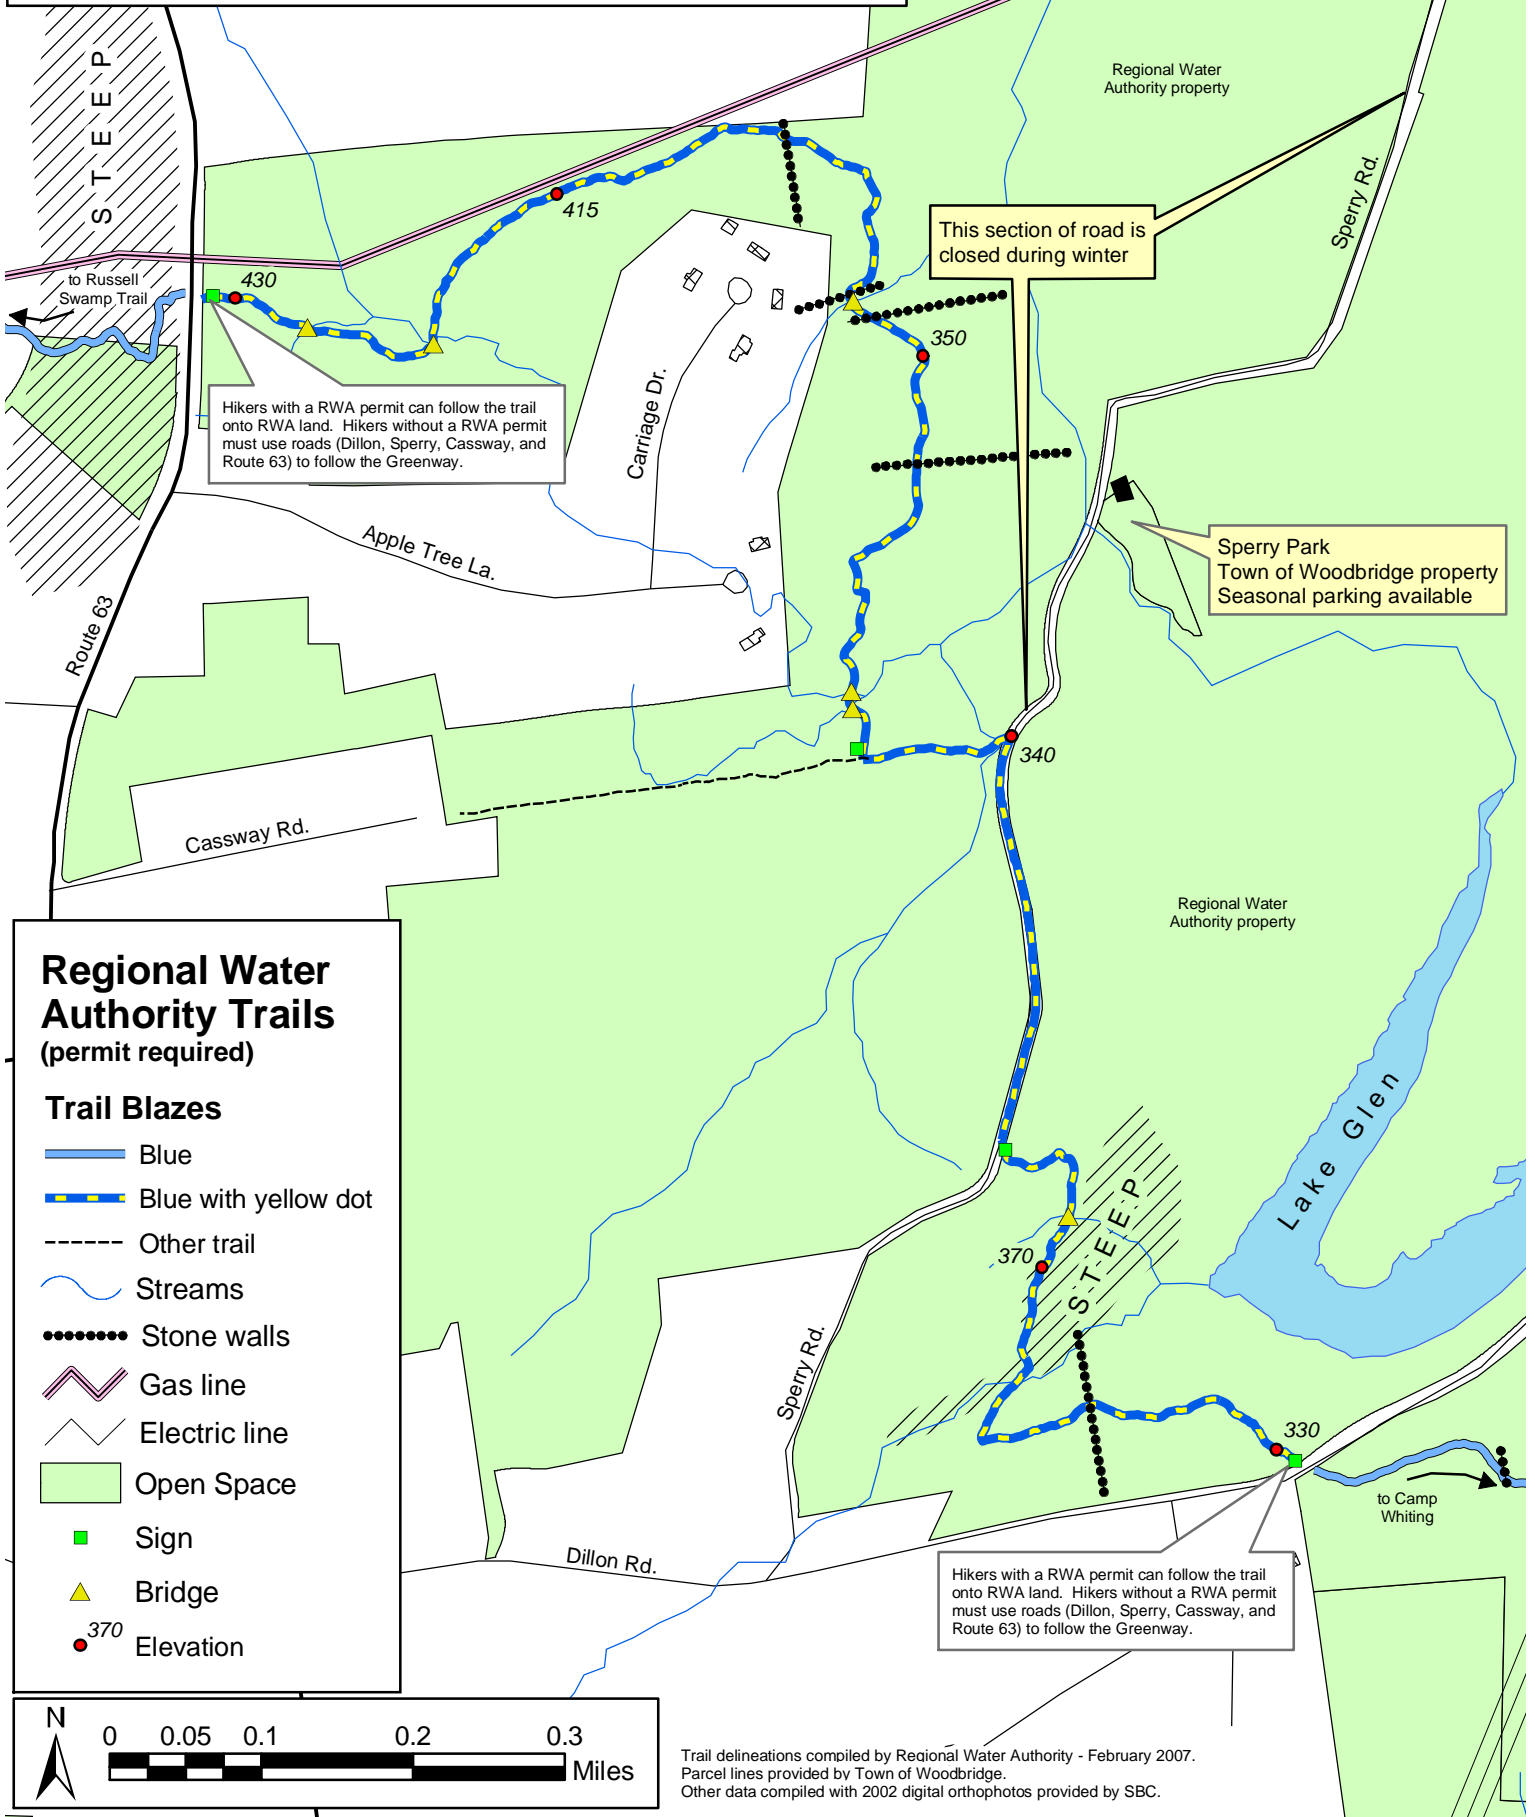 STEEP
Regional Water
Authority property
Sperry Rd.
415
This section of road is
closed during winter
to Russell
Swamp Trail
430
350
Hikers with a RWA permit can follow the trail
onto RWA land. Hikers without a RWA permit
must use roads (Dillon, Sperry, Cassway, and
Route 63) to follow the Greenway.
Carriage Dr.
Apple Tree La.
Sperry Park
Town of Woodbridge property
Seasonal parking available
Route 63
340
Cassway Rd.
Regional Water
Authority property
Regional Water
Authority Trails
(permit required)
Trail Blazes
Blue
Blue with yellow dot
Other trail
Streams
Stone walls
Gas line
Electric line
Open Space
Sign
Bridge
370
Elevation
Lake Glen
STEEP
370
Sperry Rd.
330
to Camp
Whiting
Dillon Rd.
Hikers with a RWA permit can follow the trail
onto RWA land. Hikers without a RWA permit
must use roads (Dillon, Sperry, Cassway, and
Route 63) to follow the Greenway.
N
0 0.05 0.1 0.2 0.3
Miles
Trail delineations compiled by Regional Water Authority - February 2007.
Parcel lines provided by Town of Woodbridge.
Other data compiled with 2002 digital orthophotos provided by SBC.